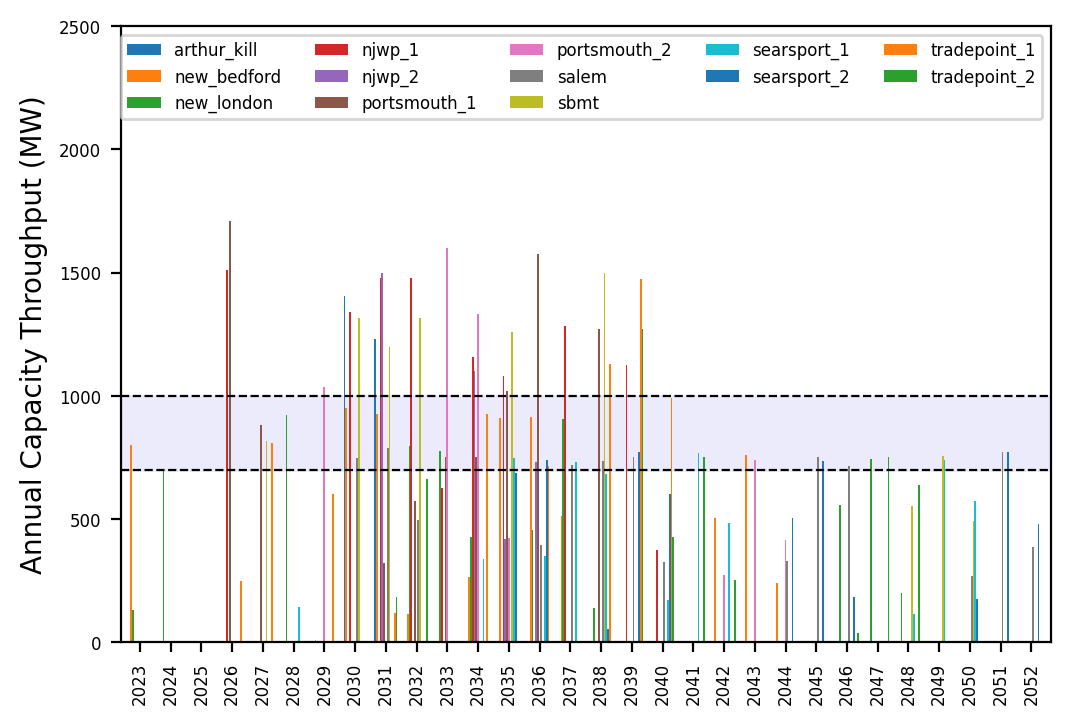 2500
2000
1500
1000
500
0
Annual Capacity Throughput (MW)
arthur_kill
new_bedford
new_london
njwp_1
njwp_2
portsmouth_1
portsmouth_2
salem
sbmt
searsport_1
searsport_2
tradepoint_1
tradepoint_2
2023
2024
2025
2026
2027
2028
2029
2030
2031
2032
2033
2034
2035
2036
2037
2038
2039
2040
2041
2042
2043
2044
2045
2046
2047
2048
2049
2050
2051
2052